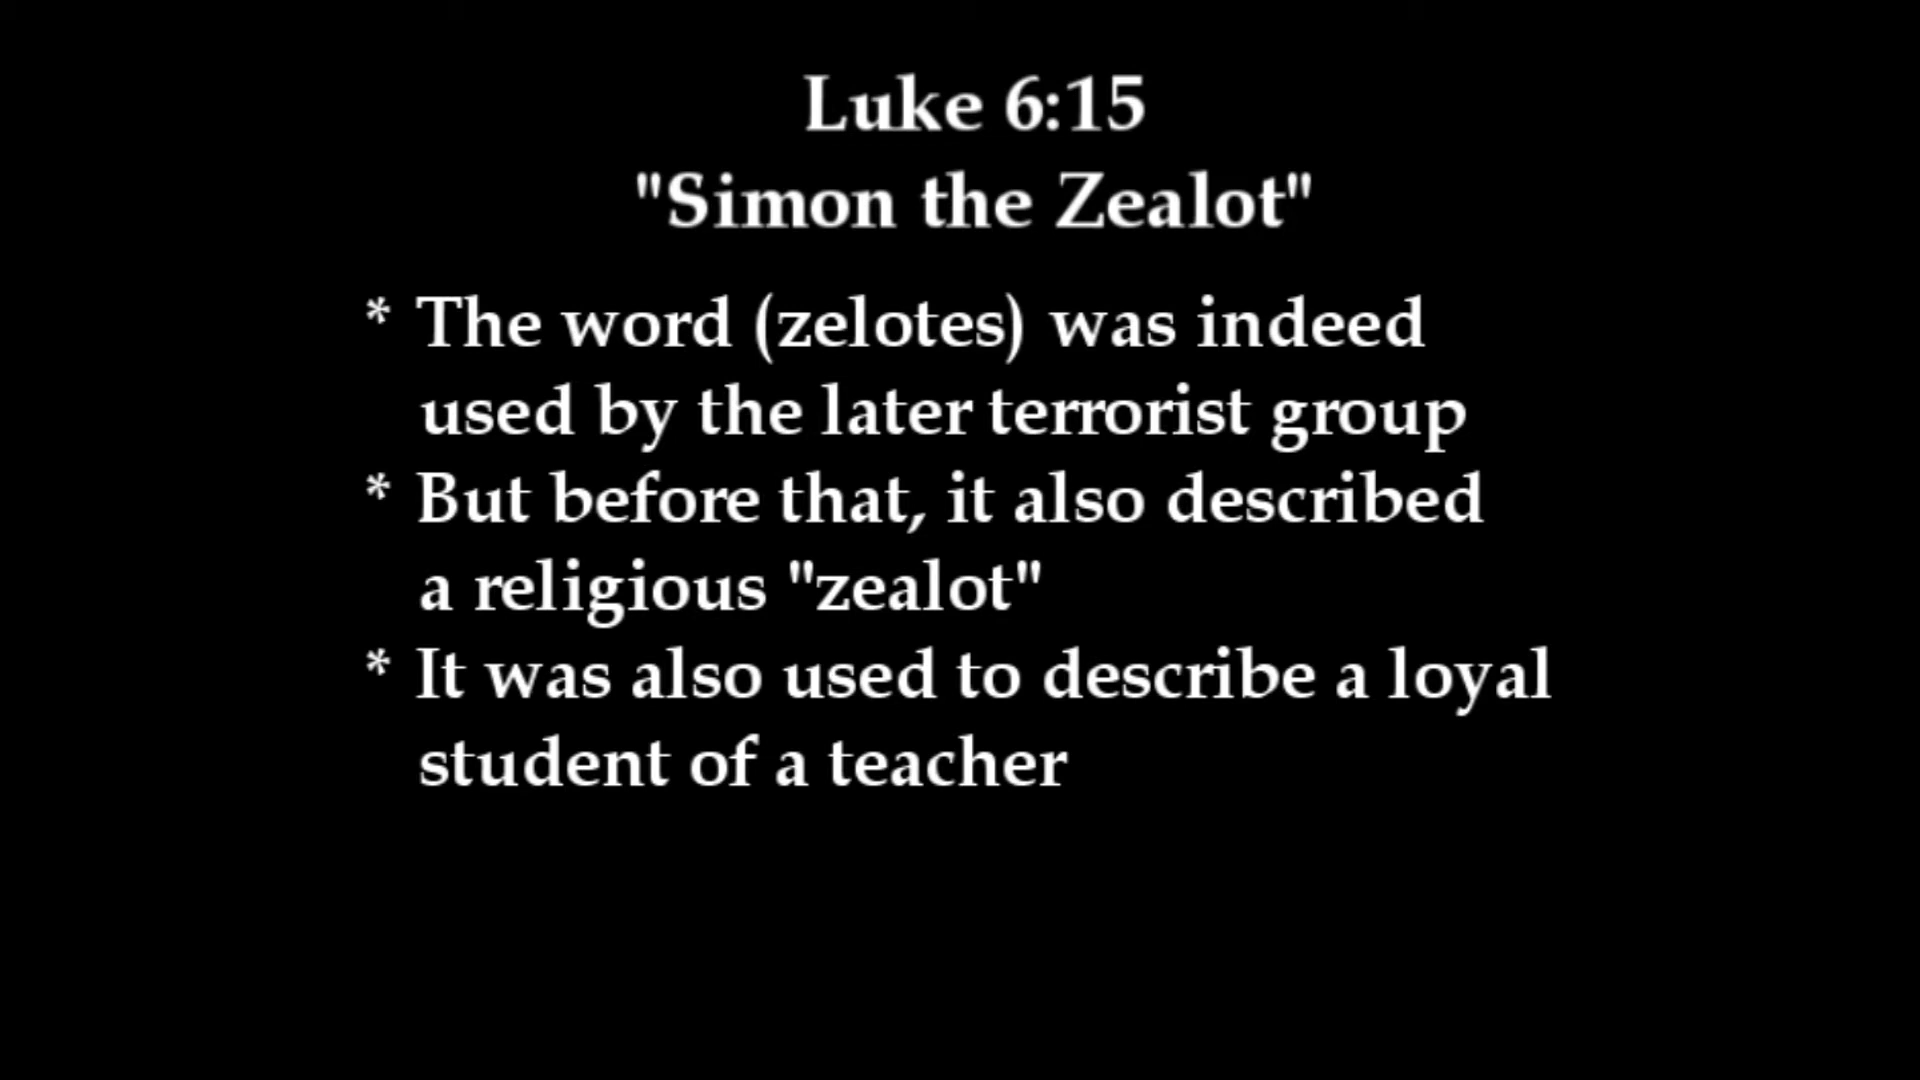 Luke 6:15
"Simon the Zealot"
* The word (zelotes) was indeed
used by the later terrorist group
* But before that, it also described
a religious "zealot"
* It was also used to describe a loyal
student of a teacher